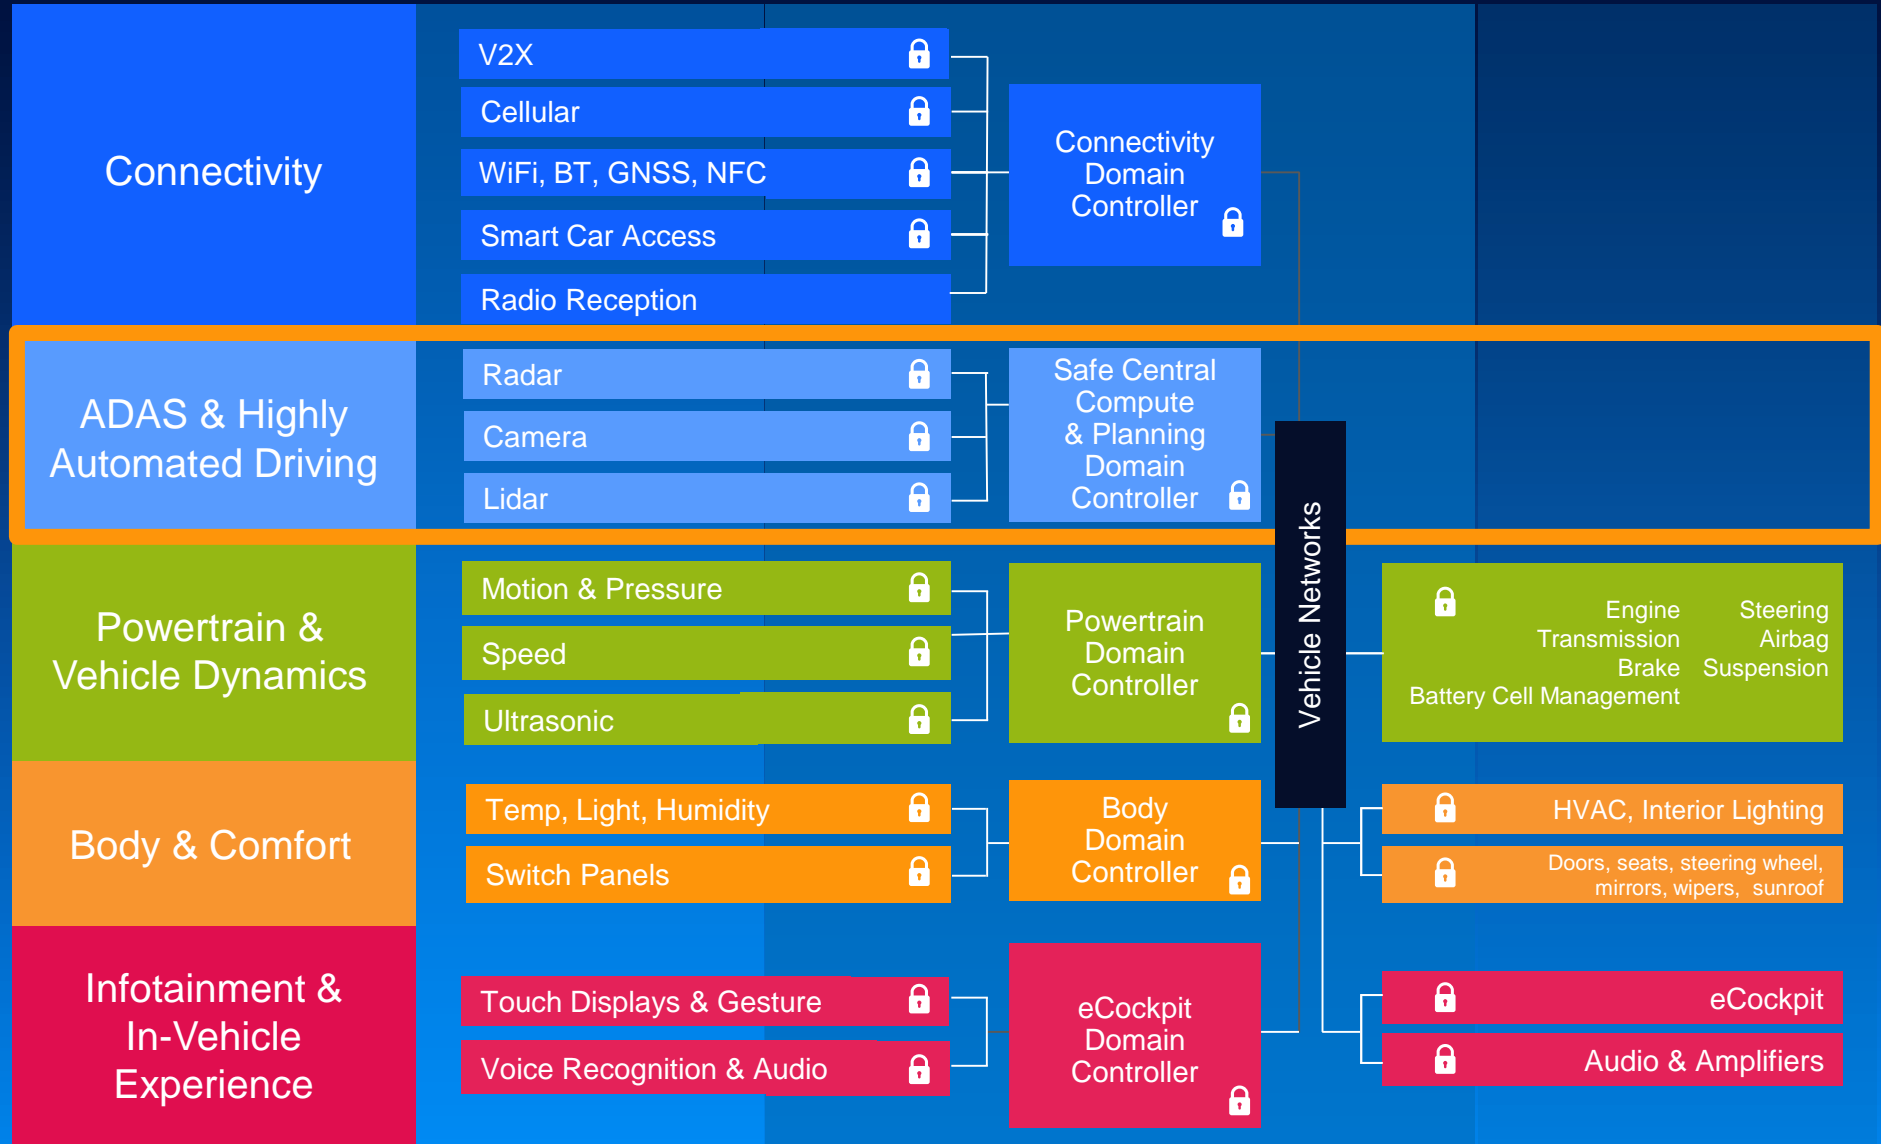 Connectivity
V2X
Cellular
WiFi, BT, GNSS, NFC
Smart Car Access
Radio Reception
Connectivity
Domain
Controller
ADAS & Highly
Automated Driving
Radar
Camera
Lidar
Safe Central
Compute
& Planning
Domain
Controller
Vehicle Networks
Powertrain &
Vehicle Dynamics
Motion & Pressure
Speed
Ultrasonic
Powertrain
Domain
Controller
Engine
Transmission
Brake
Battery Cell Management
Steering
Airbag
Suspension
Body & Comfort
Temp, Light, Humidity
Switch Panels
Body
Domain
Controller
HVAC, Interior Lighting
Doors, seats, steering wheel,
mirrors, wipers, sunroof
Infotainment &
In-Vehicle
Experience
Touch Displays & Gesture
Voice Recognition & Audio
eCockpit
Domain
Controller
eCockpit
Audio & Amplifiers